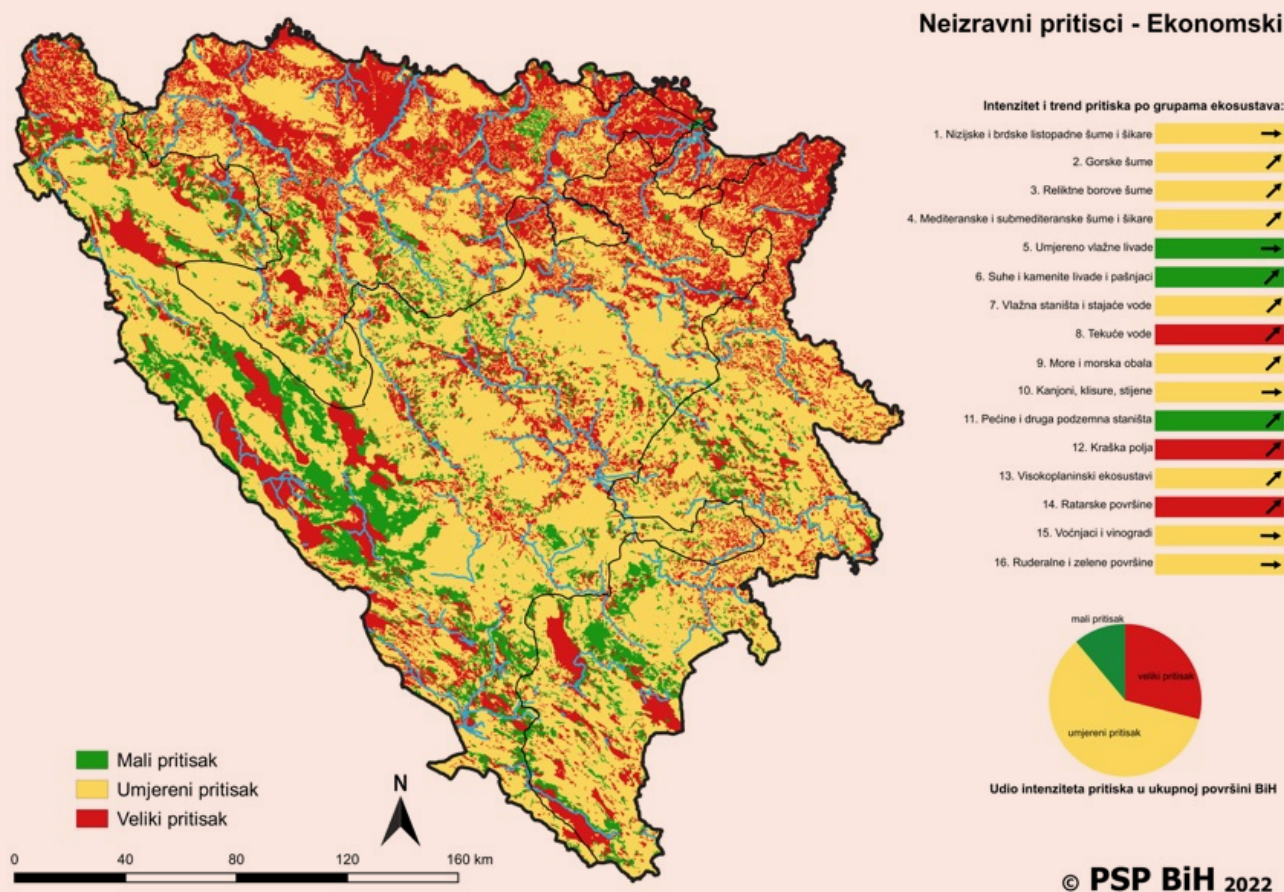 Neizravni pritisci - Ekonomski
Intenzitet i trend pritiska po grupama ekosustava:
1. Nizijske i brdske listopadne šume i šikare
2. Gorske šume
3. Reliktne borove šume
4. Mediteranske i submediteranske šume i šikare
5. Umjereno vlažne livade
6. Suhe i kamenite livade i pašnjaci
7. Vlažna staništa i stajaće vode
8. Tekuće vode
9. More i morska obala
10. Kanjoni, klisure, stijene
11. Pećine i druga podzemna staništa
12. Kraška polja
13. Visokoplaninski ekosustavi
14. Ratarske površine
15. Voćnjaci i vinogradi
16. Ruderalne i zelene površine
mali pritisak
veliki pritisak
umjereni pritisak
Udio intenziteta pritiska u ukupnoj površini BiH
Mali pritisak
Umjereni pritisak
Veliki pritisak
N
0 40 80 120 160 km
© PSP BiH 2022